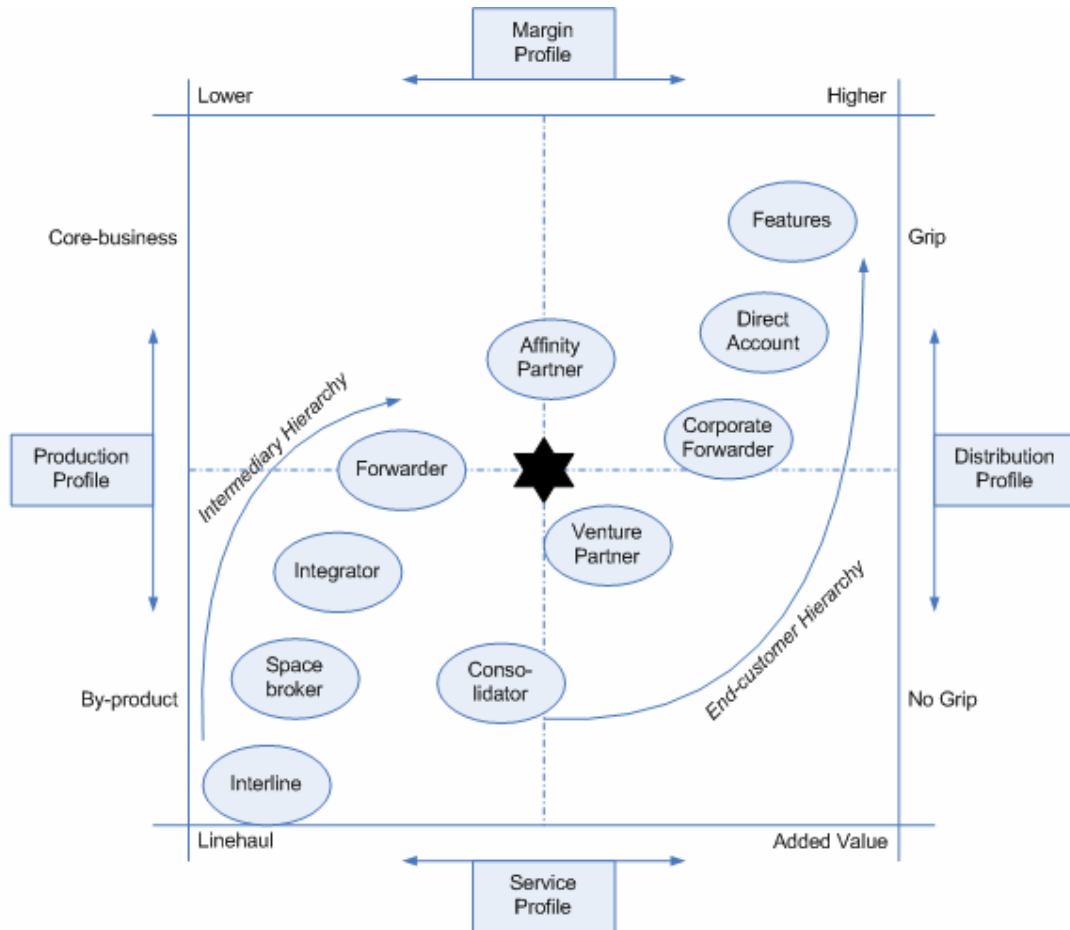 Margin
Profile
Lower
Higher
Features
Core-business
Grip
Direct
Account
Affinity
Partner
Intermediary Hierarchy
Corporate
Forwarder
Production
Profile
Forwarder
Distribution
Profile
Venture
Partner
Integrator
End-customer Hierarchy
Space
broker
Conso-
lidator
By-product
No Grip
Interline
Linehaul
Added Value
Service
Profile